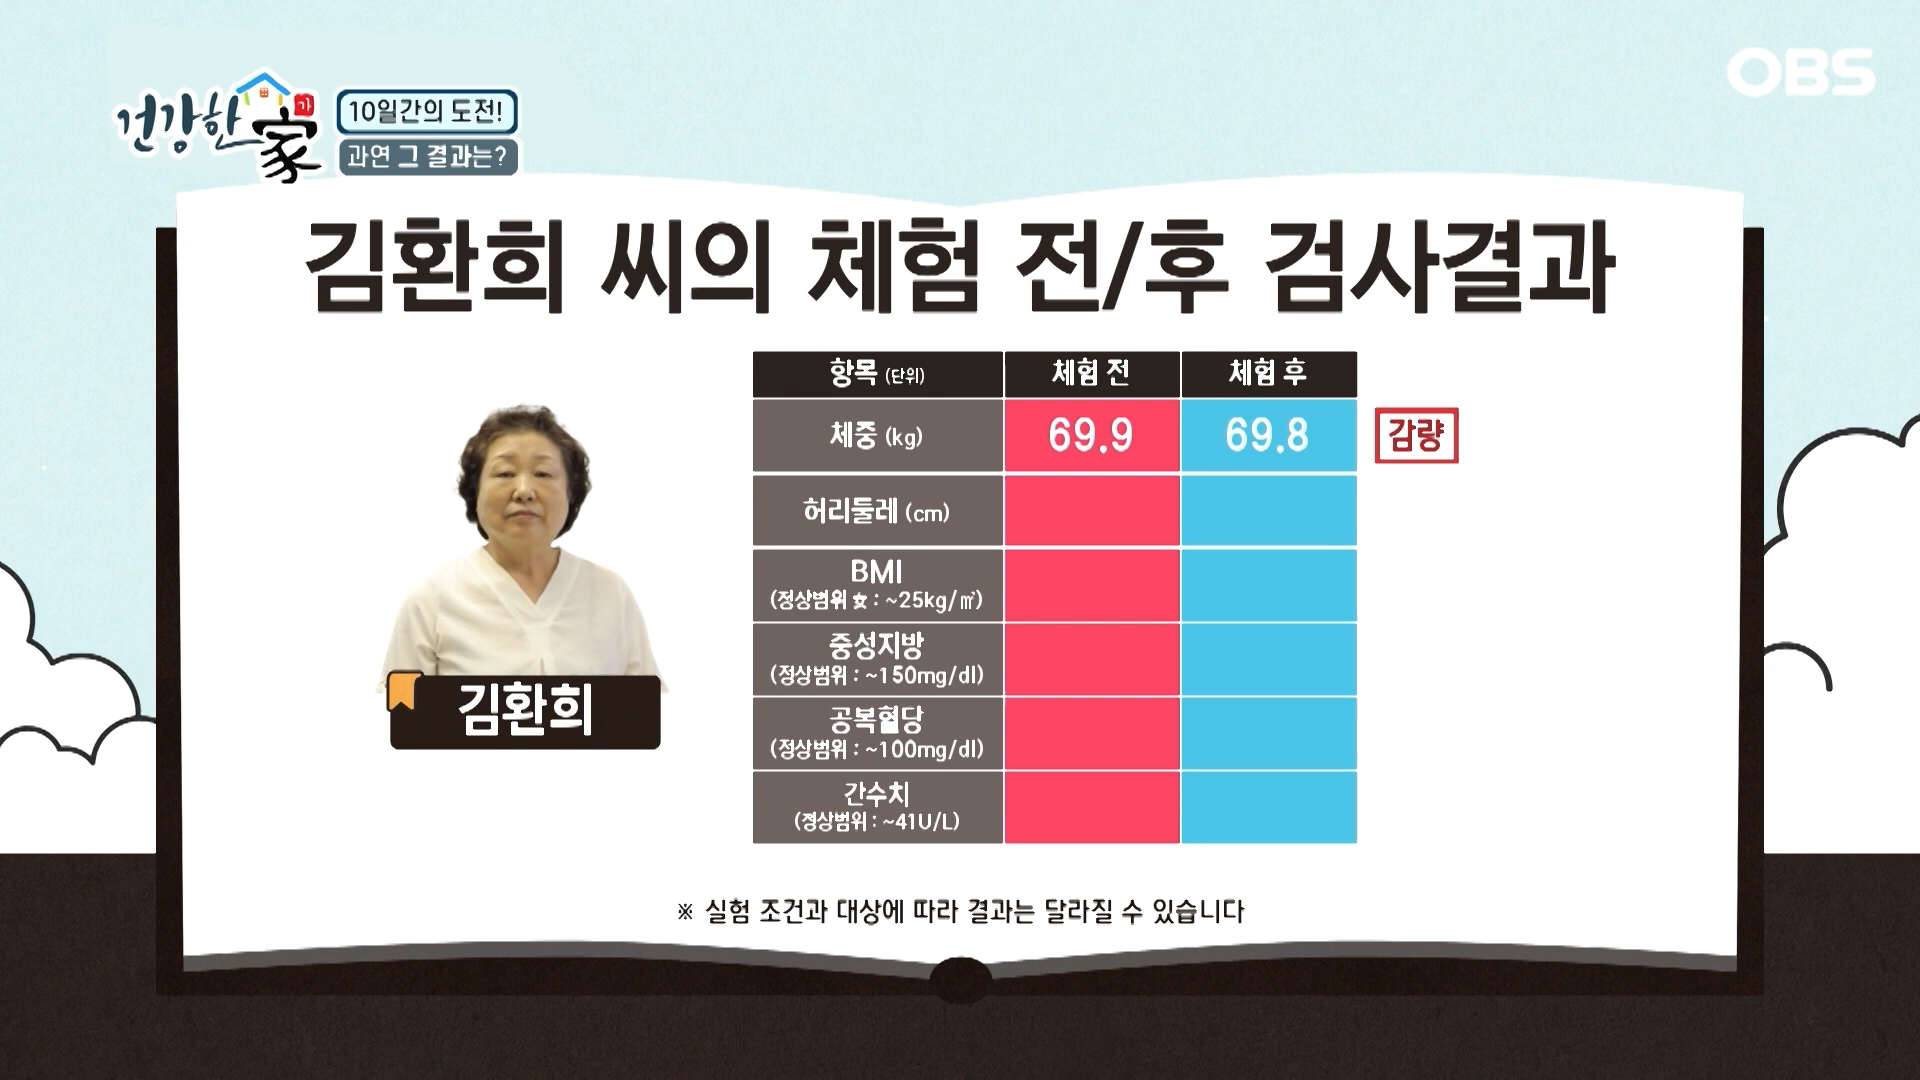 건강한家
가
10일간의 도전!
과연 그 결과는?
OBS
김환희 씨의 체험 전/후 검사결과
항목 (단위) 체험 전 체험 후
체중 (kg) 69.9 69.8 감량
허리둘레 (cm)
BMI
(정상범위 女 : ~25kg/㎡)
중성지방
(정상범위 : ~150mg/dl)
공복혈당
(정상범위 : ~100mg/dl)
간수치
(정상범위 : ~41U/L)
김환희
※ 실험 조건과 대상에 따라 결과는 달라질 수 있습니다